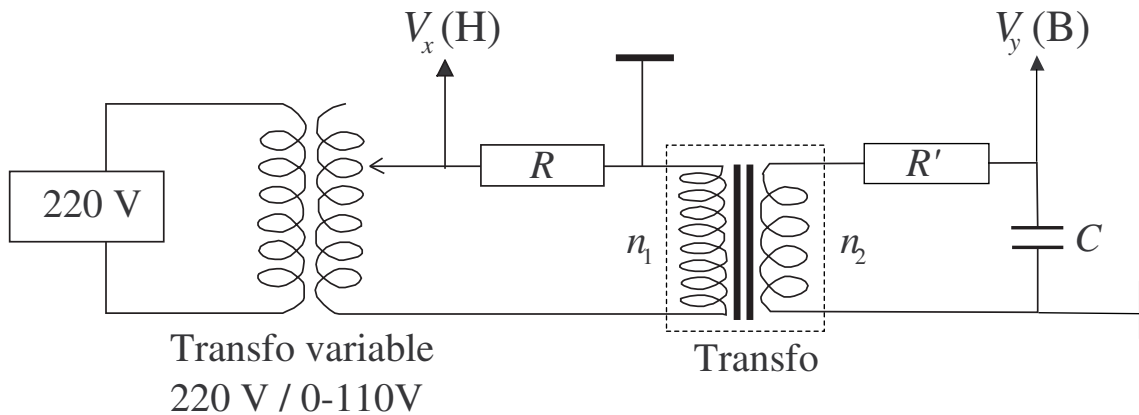 V_x (H)
V_y (B)
220 V
R
R'
n_1
n_2
C
Transfo variable
220 V / 0-110V
Transfo